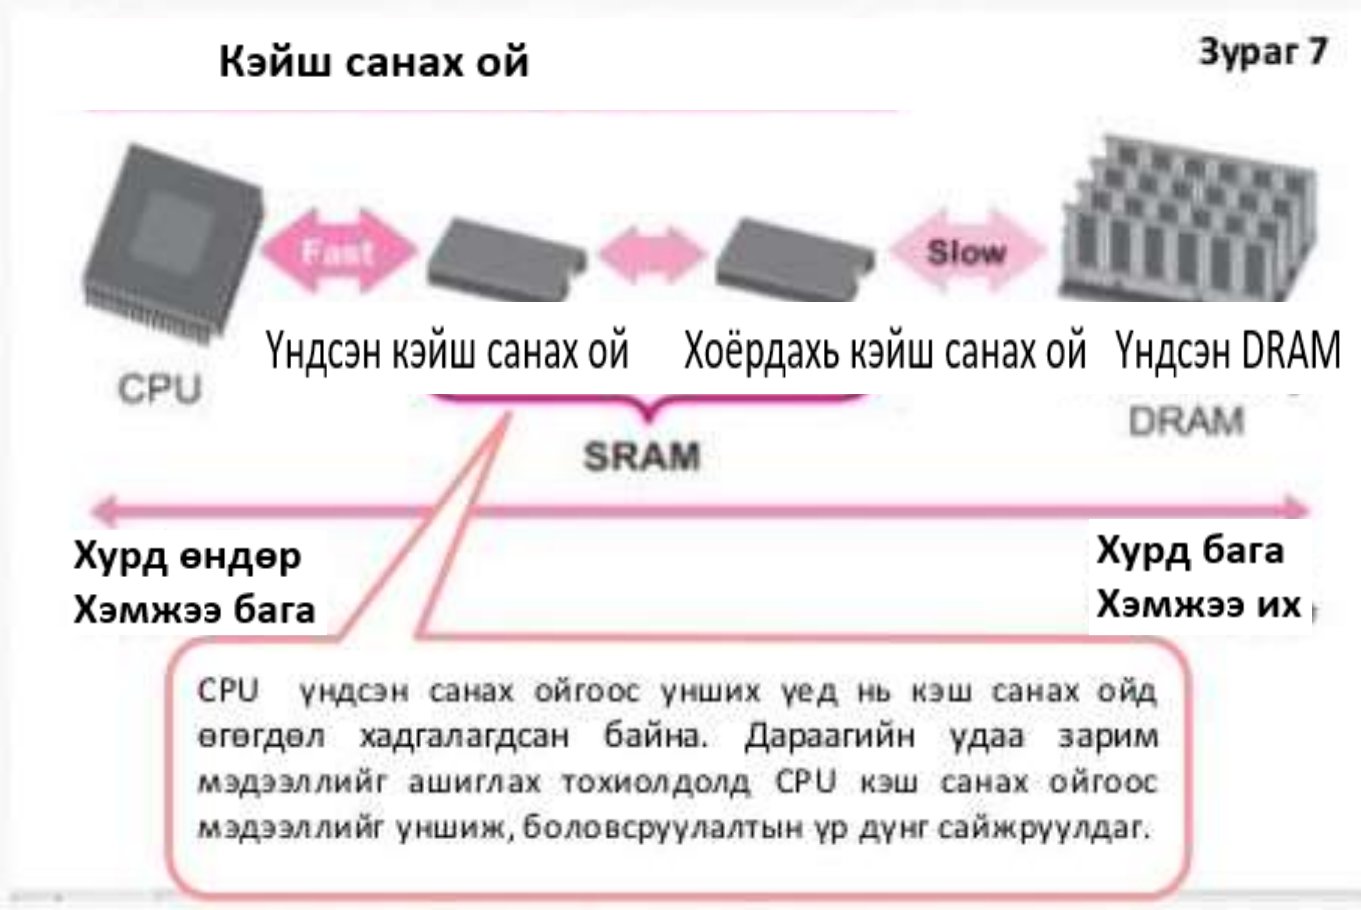 Кэйш санах ой
Зураг 7
Fast
Slow
Үндсэн кэйш санах ой
Хоёрдахь кэйш санах ой
Үндсэн DRAM
CPU
DRAM
SRAM
Хурд өндөр
Хэмжээ бага
Хурд бага
Хэмжээ их
CPU үндсэн санах ойгоос унших үед нь кэш санах ойд
өгөгдөл хадгалагдсан байна. Дараагийн удаа зарим
мэдээллийг ашиглах тохиолдолд CPU кэш санах ойгоос
мэдээллийг уншиж, боловсруулалтын үр дүнг сайжруулдаг.